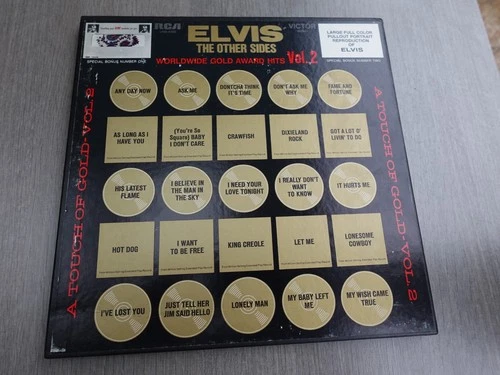 RCA
ELVIS
VICTOR
THE OTHER SIDES
WORLDWIDE GOLD AWARD HITS Vol. 2
SPECIAL BONUS NUMBER ONE
LARGE FULL COLOR
PULLOUT PORTRAIT
REPRODUCTION
OF
ELVIS
A TOUCH OF GOLD·VOL. 2
ANY DAY NOW
ASK ME
DONTCHA THINK
IT'S TIME
DON'T ASK ME
WHY
FAME AND
FORTUNE
AS LONG AS I
HAVE YOU
(You're So
Square) BABY
I DON'T CARE
CRAWFISH
DIXIELAND
ROCK
GOT A LOT O'
LIVIN' TO DO
HIS LATEST
FLAME
I BELIEVE IN
THE MAN IN
THE SKY
I NEED YOUR
LOVE TONIGHT
I REALLY DON'T
WANT
TO KNOW
IT HURTS ME
HOT DOG
I WANT
TO BE FREE
KING CREOLE
LET ME
LONESOME
COWBOY
I'VE LOST YOU
JUST TELL HER
JIM SAID HELLO
LONELY MAN
MY BABY LEFT
ME
MY WISH CAME
TRUE
A TOUCH OF GOLD·VOL. 2